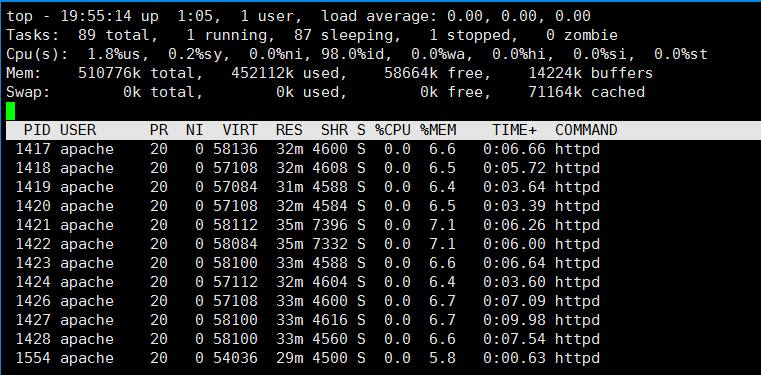 top - 19:55:14 up  1:05,  1 user,  load average: 0.00, 0.00, 0.00
Tasks:  89 total,   1 running,  87 sleeping,   1 stopped,   0 zombie
Cpu(s):  1.8%us,  0.2%sy,  0.0%ni, 98.0%id,  0.0%wa,  0.0%hi,  0.0%si,  0.0%st
Mem:    510776k total,   452112k used,    58664k free,    14224k buffers
Swap:        0k total,        0k used,        0k free,    71164k cached
  PID USER      PR  NI  VIRT  RES  SHR S %CPU %MEM    TIME+  COMMAND
 1417 apache    20   0 58136  32m 4600 S  0.0  6.6   0:06.66 httpd
 1418 apache    20   0 57108  32m 4608 S  0.0  6.5   0:05.72 httpd
 1419 apache    20   0 57084  31m 4588 S  0.0  6.4   0:03.64 httpd
 1420 apache    20   0 57108  32m 4584 S  0.0  6.5   0:03.39 httpd
 1421 apache    20   0 58112  35m 7396 S  0.0  7.1   0:06.26 httpd
 1422 apache    20   0 58084  35m 7332 S  0.0  7.1   0:06.00 httpd
 1423 apache    20   0 58100  33m 4588 S  0.0  6.6   0:06.64 httpd
 1424 apache    20   0 57112  32m 4604 S  0.0  6.4   0:03.60 httpd
 1426 apache    20   0 57108  33m 4600 S  0.0  6.7   0:07.09 httpd
 1427 apache    20   0 58100  33m 4616 S  0.0  6.7   0:09.98 httpd
 1428 apache    20   0 58100  33m 4560 S  0.0  6.6   0:07.54 httpd
 1554 apache    20   0 54036  29m 4500 S  0.0  5.8   0:00.63 httpd